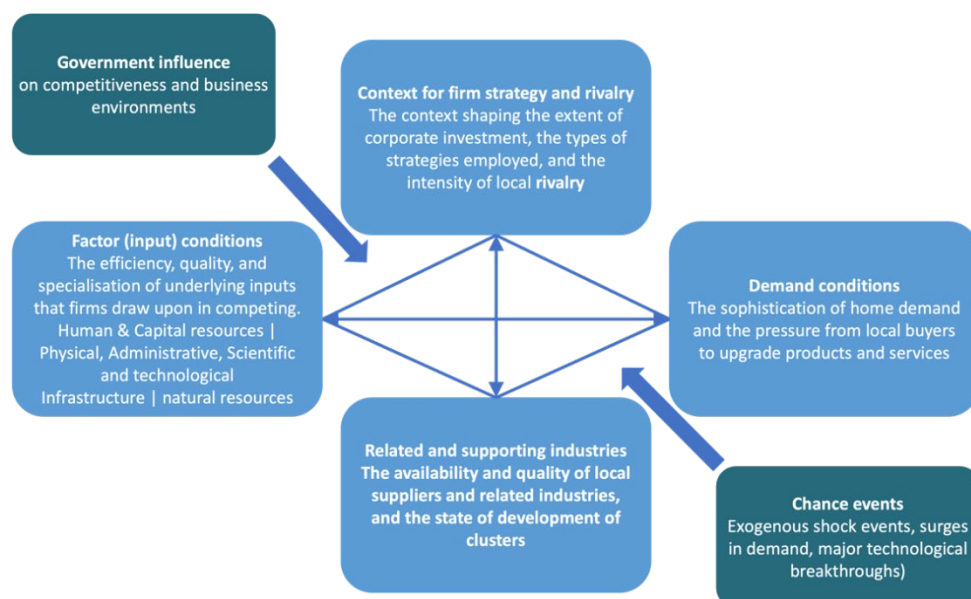 Government influence
on competitiveness and business
environments
Context for firm strategy and rivalry
The context shaping the extent of
corporate investment, the types of
strategies employed, and the
intensity of local rivalry
Factor (input) conditions
The efficiency, quality, and
specialisation of underlying inputs
that firms draw upon in competing.
Human & Capital resources |
Physical, Administrative, Scientific
and technological
Infrastructure | natural resources
Demand conditions
The sophistication of home demand
and the pressure from local buyers
to upgrade products and services
Related and supporting industries
The availability and quality of local
suppliers and related industries,
and the state of development of
clusters
Chance events
Exogenous shock events, surges
in demand, major technological
breakthroughs)